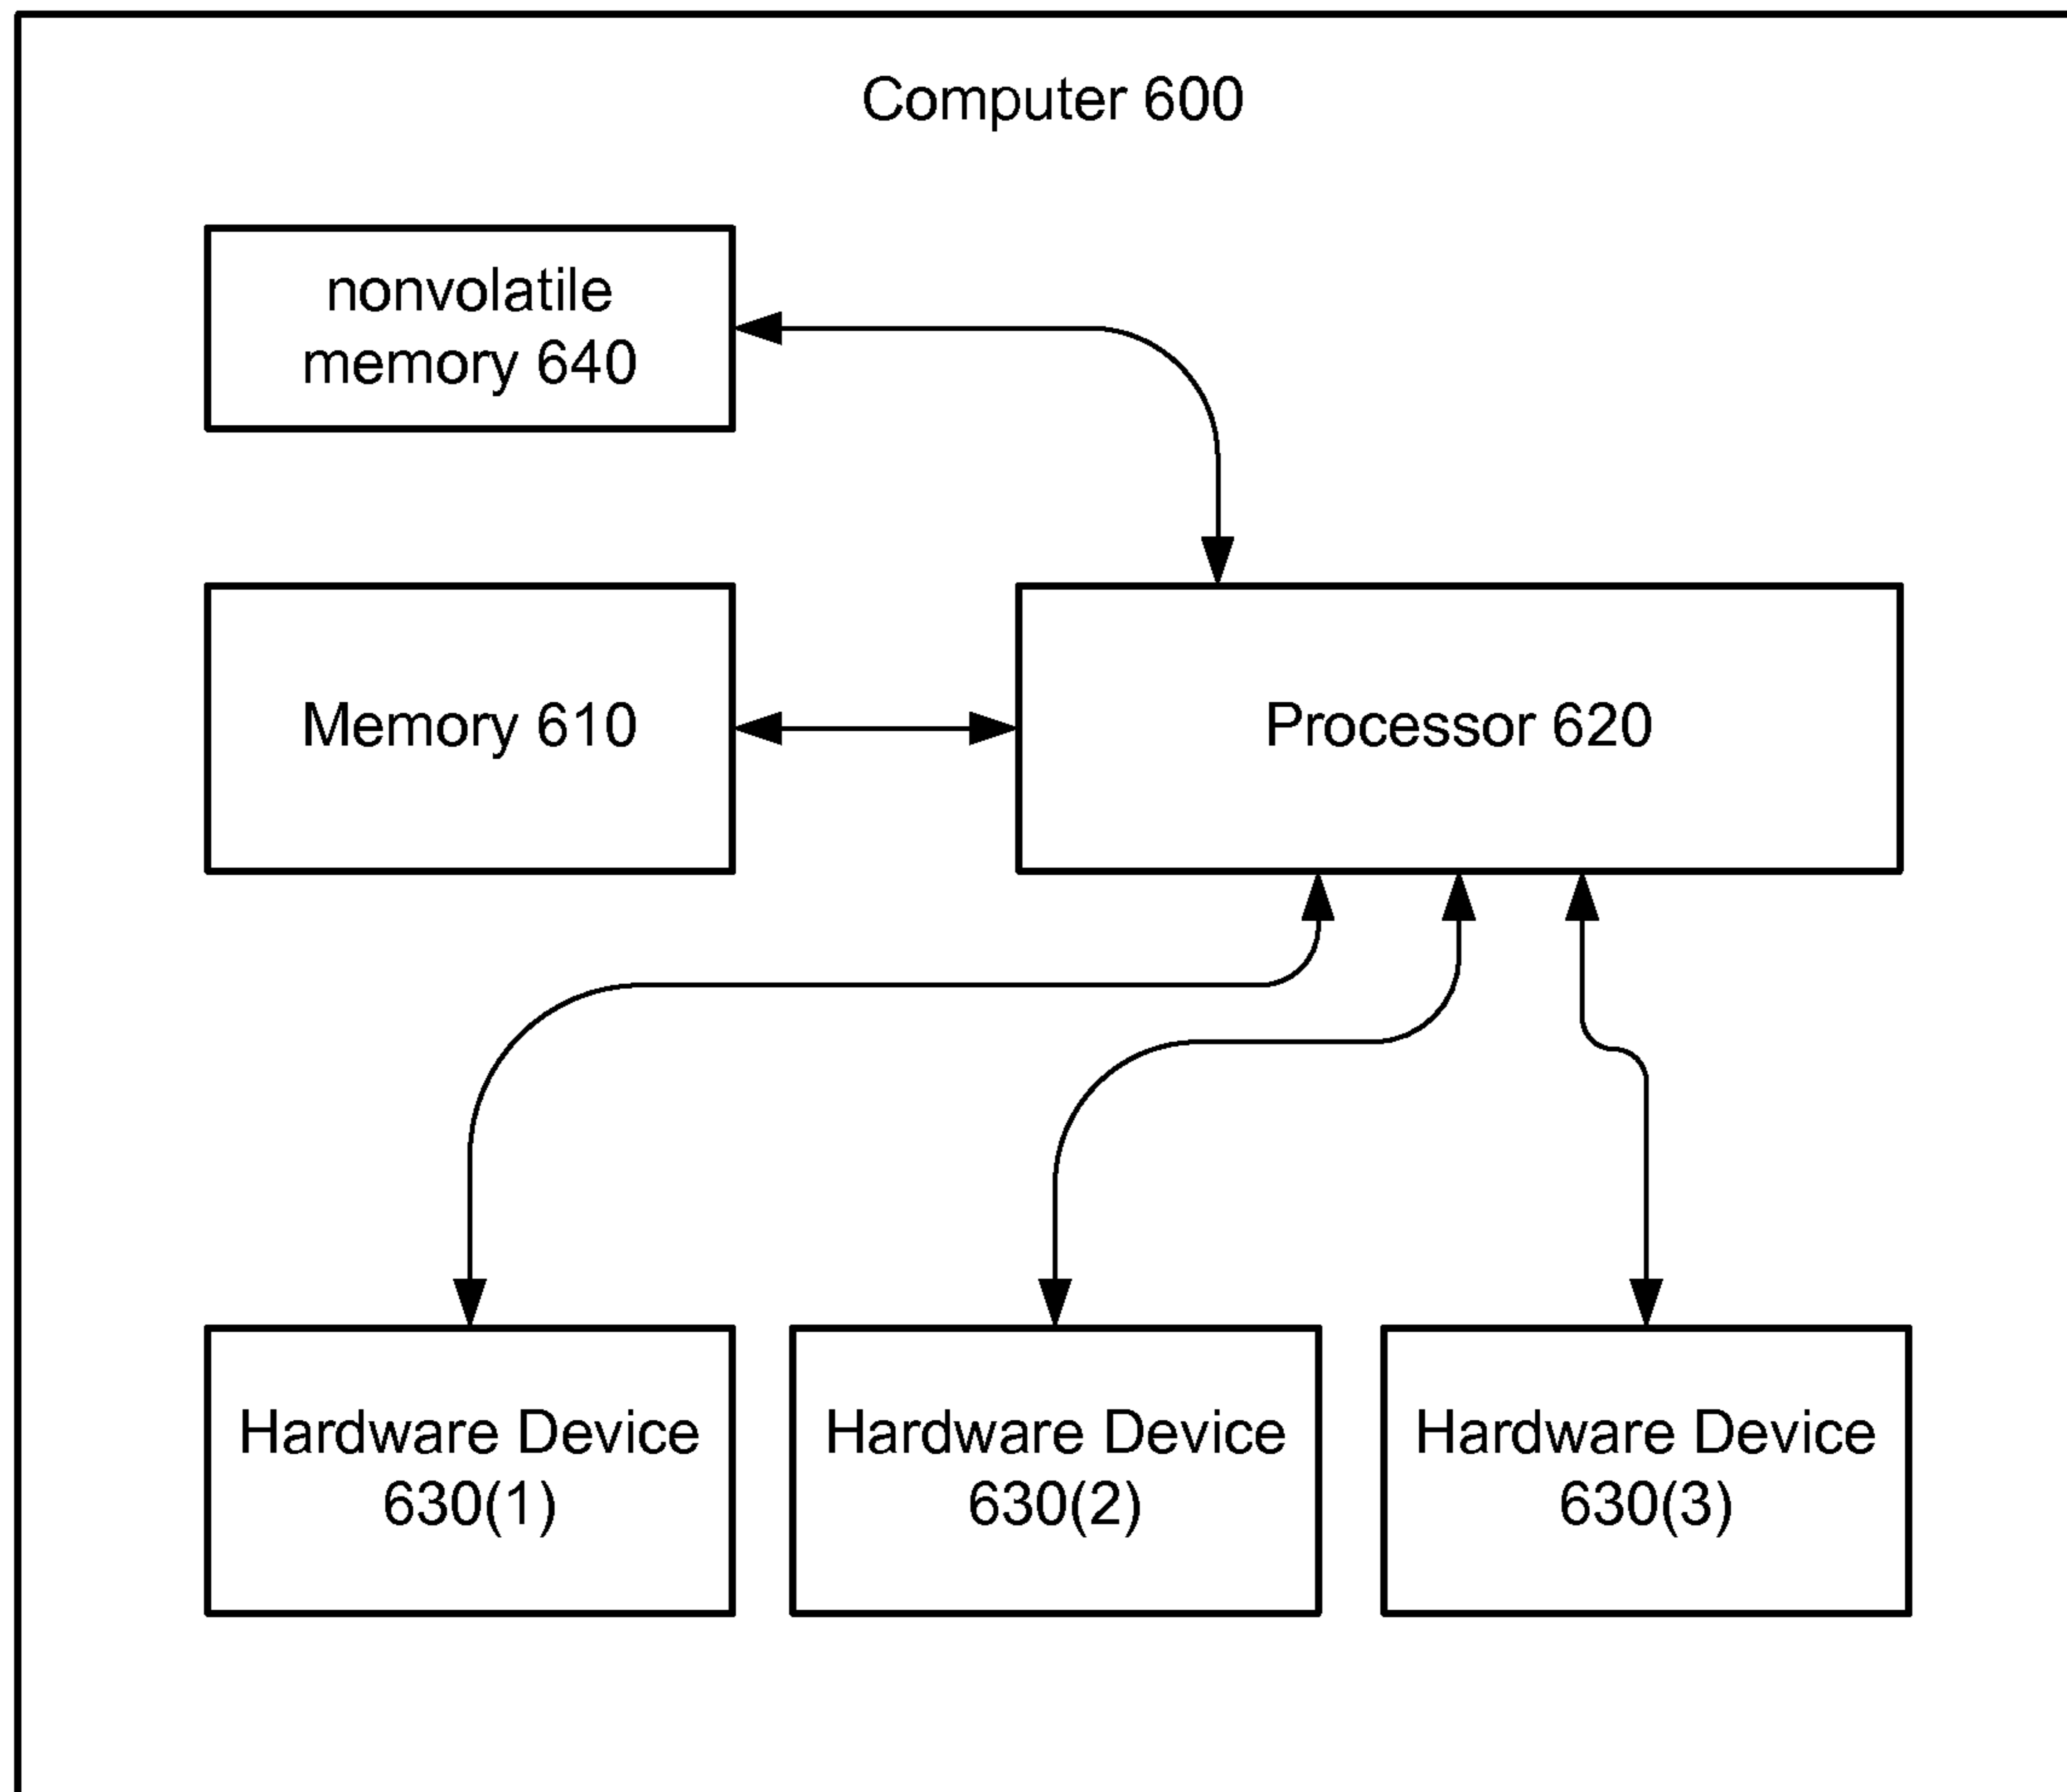 Computer 600
nonvolatile
memory 640
Memory 610
Processor 620
Hardware Device
630(1)
Hardware Device
630(2)
Hardware Device
630(3)